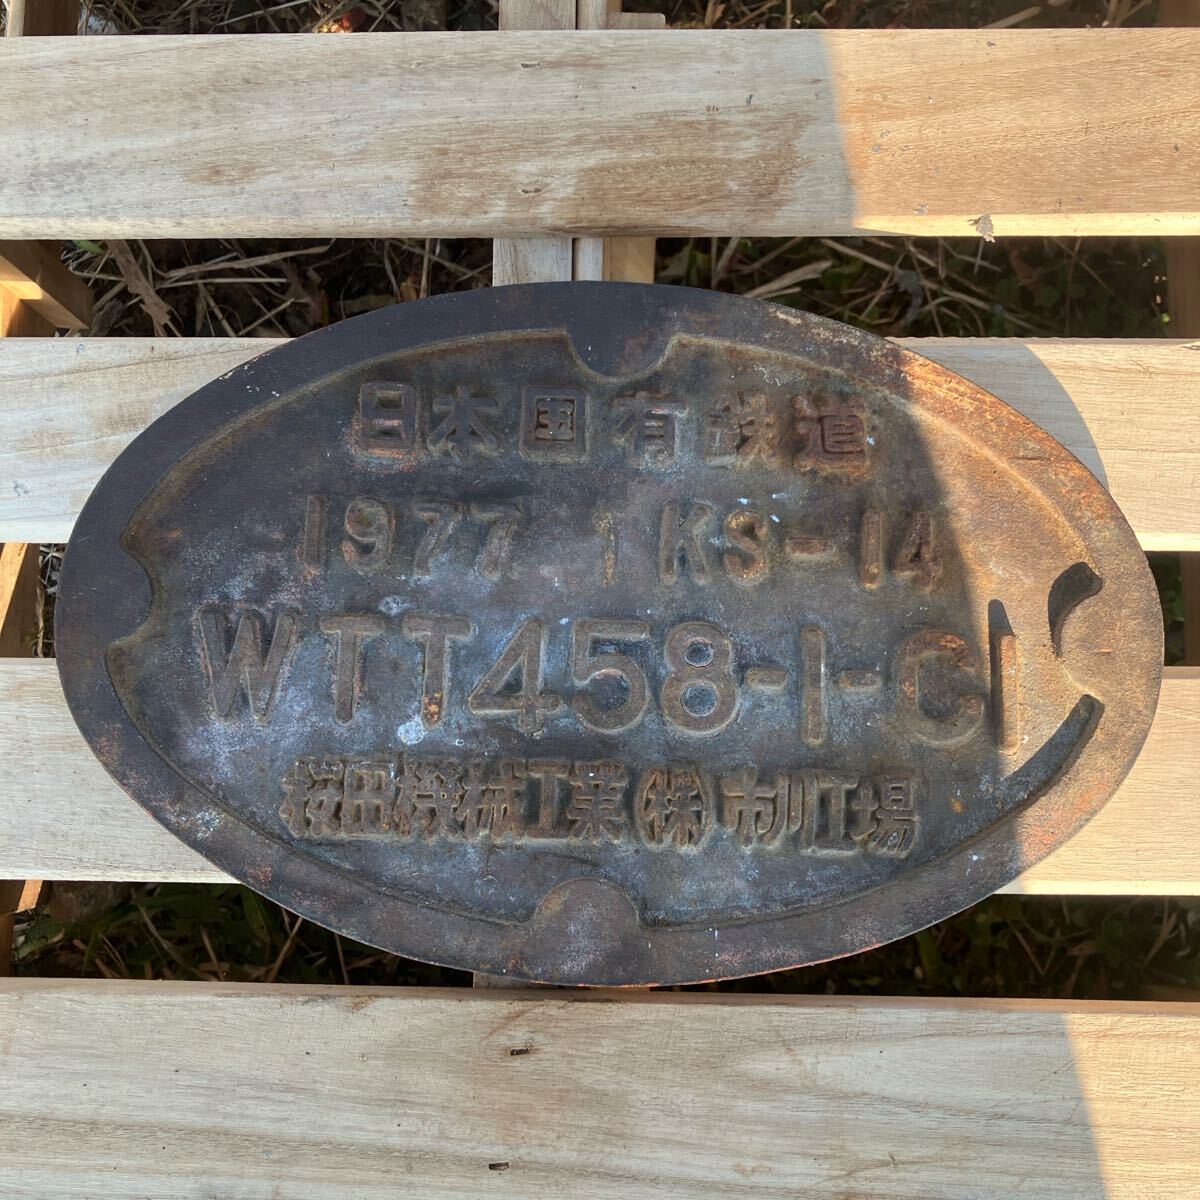 日本国有鉄道
1977 1 KS-14
WTT458-1-C1
桜田機械工業(株)市川工場